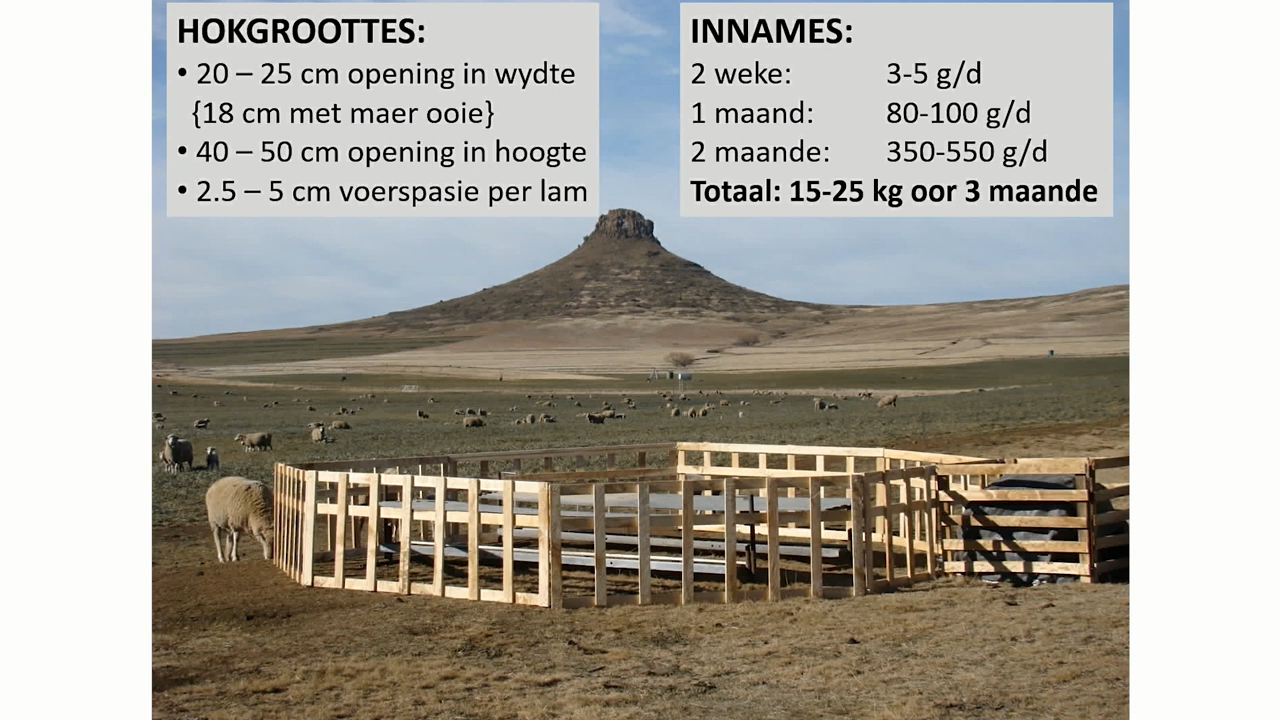 HOKGROOTTES:
• 20 – 25 cm opening in wydte
{18 cm met maer ooie}
• 40 – 50 cm opening in hoogte
• 2.5 – 5 cm voerspasie per lam
INNAMES:
2 weke: 3-5 g/d
1 maand: 80-100 g/d
2 maande: 350-550 g/d
Totaal: 15-25 kg oor 3 maande